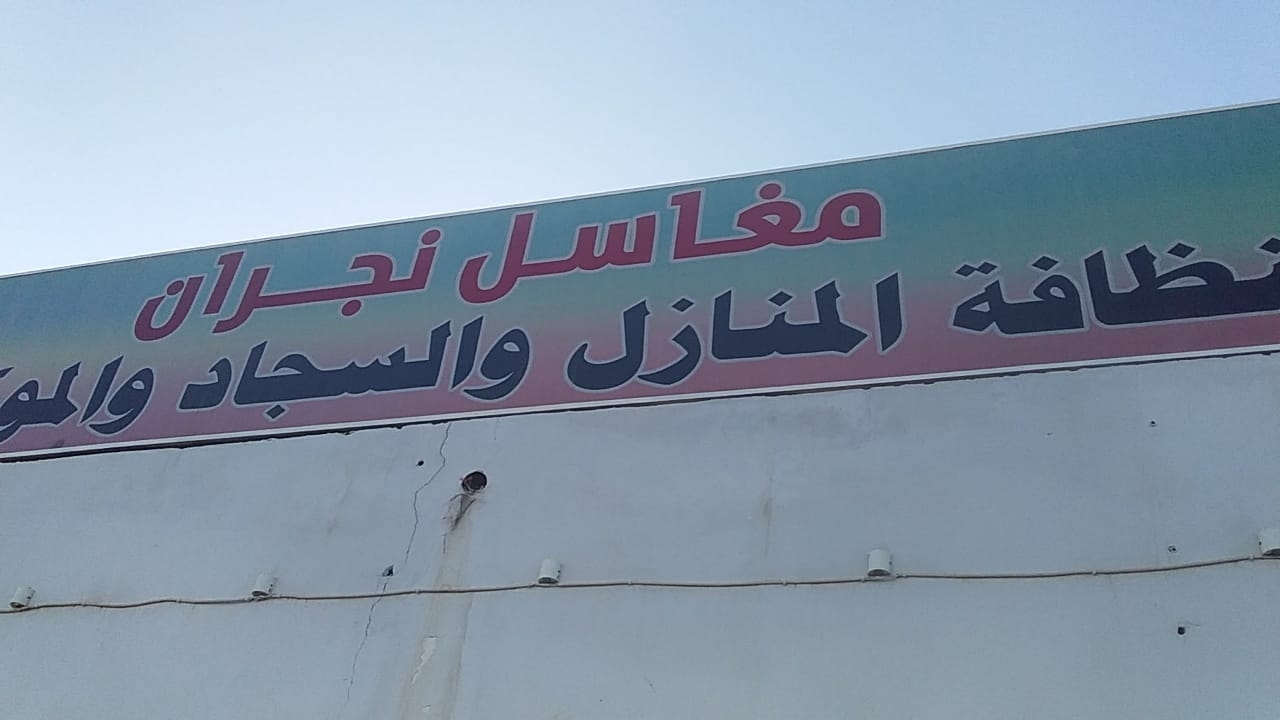 مغاسل نجران
نظافة المنازل والسجاد